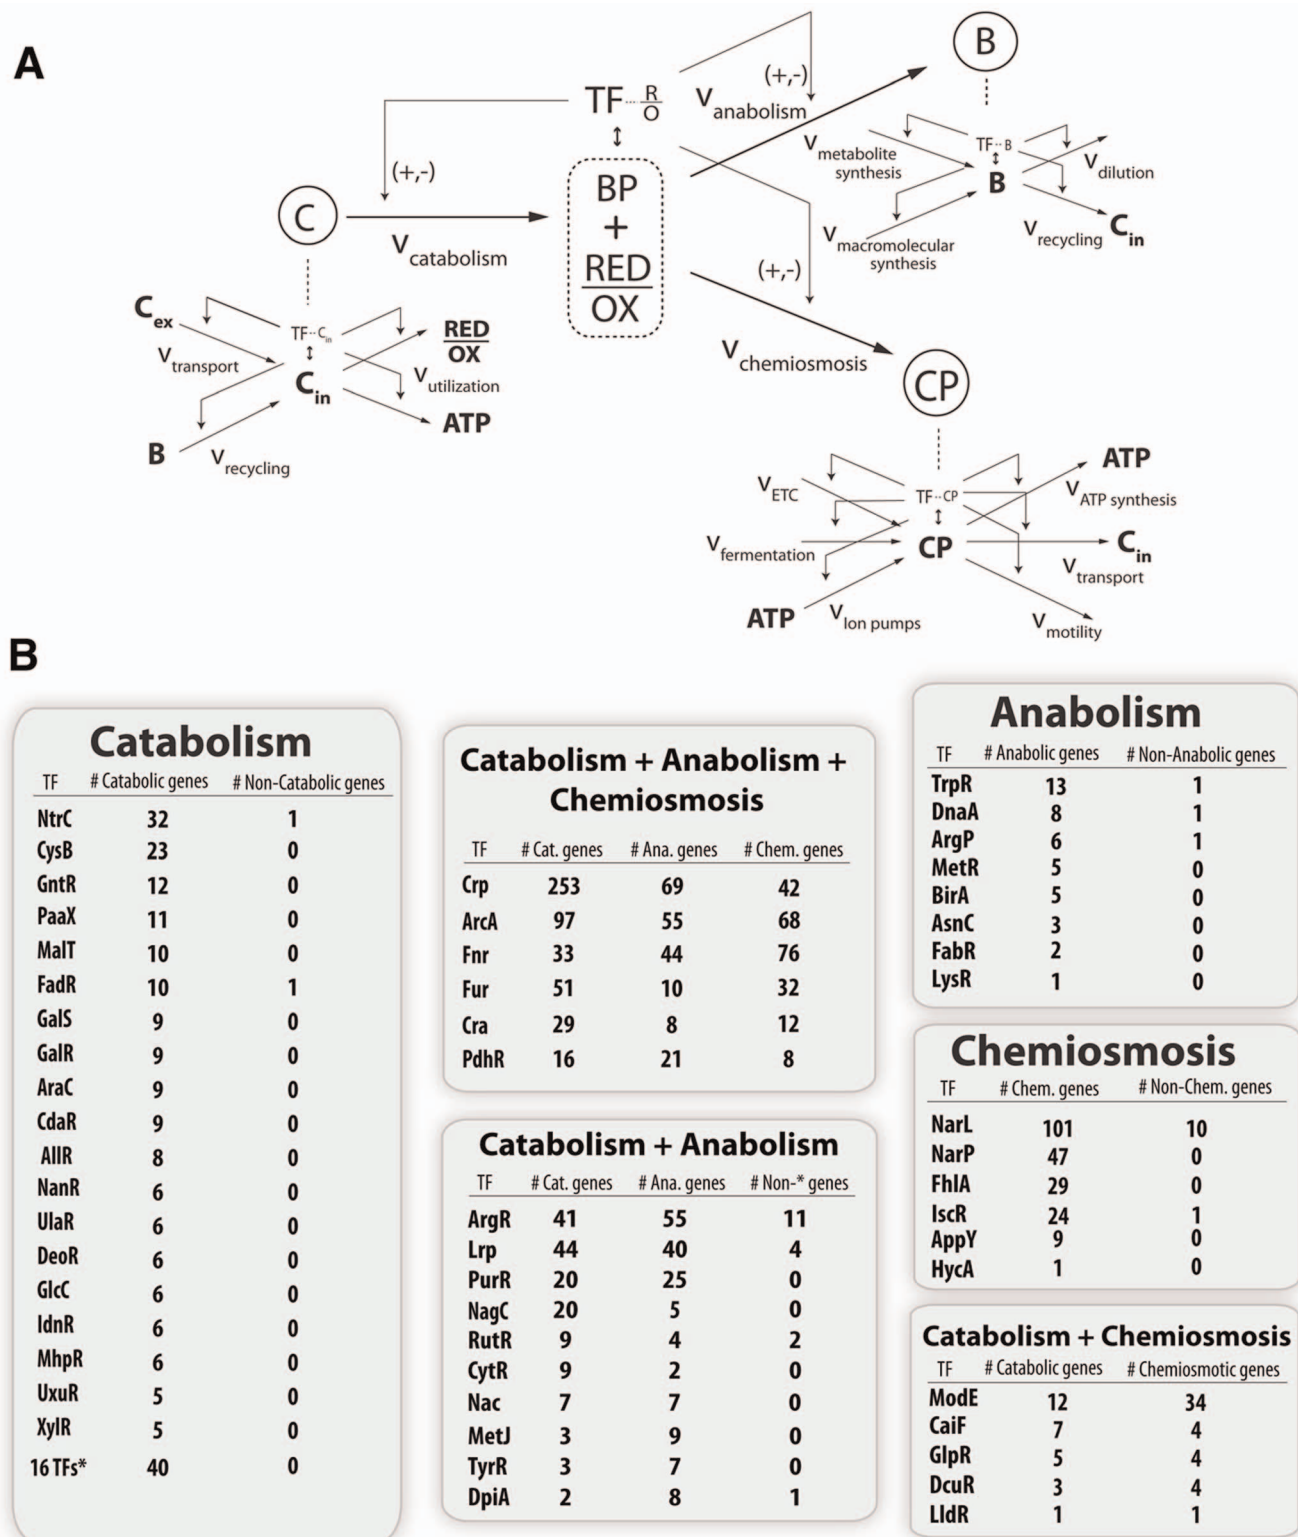 A
TF ... R/O
(+,-)
C
V catabolism
BP
+
RED
OX
(+,-)
V anabolism
B
V metabolite synthesis
TF ... B
B
V dilution
V macromolecular synthesis
V recycling
C in
C ex
V transport
TF ... C in
C in
RED
OX
V utilization
ATP
B
V recycling
(+,-)
V chemiosmosis
CP
V ETC
TF ... CP
ATP
V ATP synthesis
V fermentation
CP
C in
V transport
ATP
V Ion pumps
V motility
B
Catabolism
TF # Catabolic genes # Non-Catabolic genes
NtrC 32 1
CysB 23 0
GntR 12 0
PaaX 11 0
MalT 10 0
FadR 10 1
GalS 9 0
GalR 9 0
AraC 9 0
CdaR 9 0
AllR 8 0
NanR 6 0
UlaR 6 0
DeoR 6 0
GlcC 6 0
IdnR 6 0
MhpR 6 0
UxuR 5 0
XylR 5 0
16 TFs* 40 0
Catabolism + Anabolism +
Chemiosmosis
TF # Cat. genes # Ana. genes # Chem. genes
Crp 253 69 42
ArcA 97 55 68
Fnr 33 44 76
Fur 51 10 32
Cra 29 8 12
PdhR 16 21 8
Catabolism + Anabolism
TF # Cat. genes # Ana. genes # Non-* genes
ArgR 41 55 11
Lrp 44 40 4
PurR 20 25 0
NagC 20 5 0
RutR 9 4 2
CytR 9 2 0
Nac 7 7 0
MetJ 3 9 0
TyrR 3 7 0
DpiA 2 8 1
Anabolism
TF # Anabolic genes # Non-Anabolic genes
TrpR 13 1
DnaA 8 1
ArgP 6 1
MetR 5 0
BirA 5 0
AsnC 3 0
FabR 2 0
LysR 1 0
Chemiosmosis
TF # Chem. genes # Non-Chem. genes
NarL 101 10
NarP 47 0
FhlA 29 0
IscR 24 1
AppY 9 0
HycA 1 0
Catabolism + Chemiosmosis
TF # Catabolic genes # Chemiosmotic genes
ModE 12 34
CaiF 7 4
GlpR 5 4
DcuR 3 4
LldR 1 1